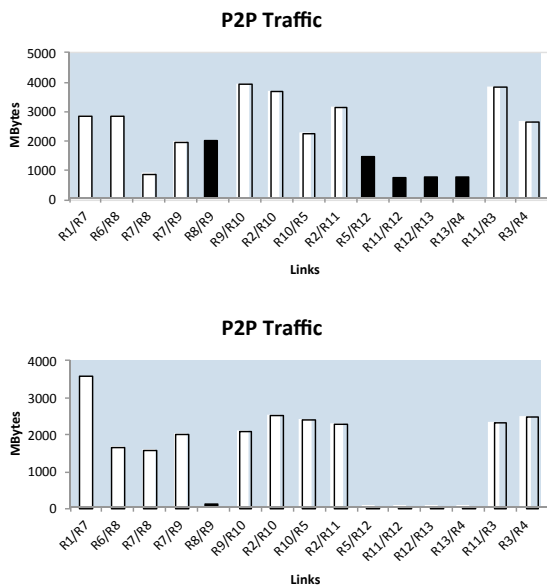 P2P Traffic
5000
4000
3000
2000
1000
0
MBytes
R1/R7
R6/R8
R7/R8
R7/R9
R8/R9
R9/R10
R2/R10
R10/R5
R2/R11
R5/R12
R11/R12
R12/R13
R13/R4
R11/R3
R3/R4
Links
P2P Traffic
4000
3000
2000
1000
0
MBytes
R1/R7
R6/R8
R7/R8
R7/R9
R8/R9
R9/R10
R2/R10
R10/R5
R2/R11
R5/R12
R11/R12
R12/R13
R13/R4
R11/R3
R3/R4
Links